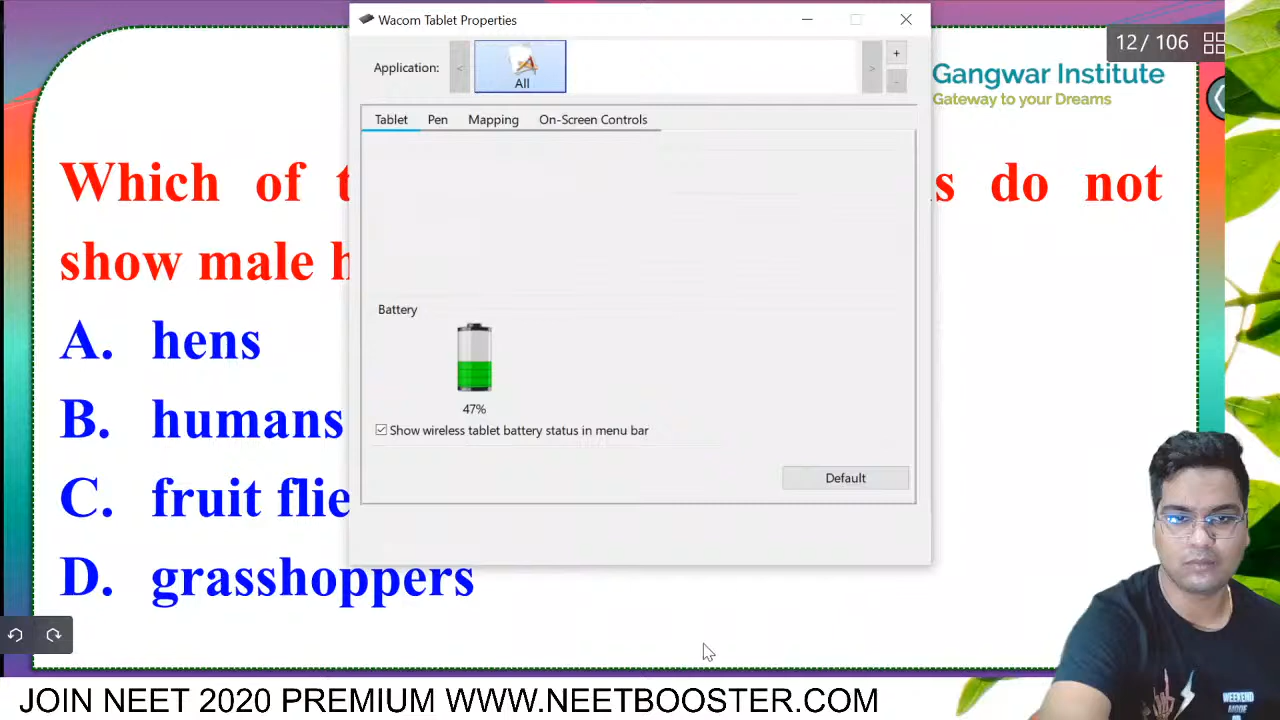 Wacom Tablet Properties
Application:
<
All
>
+
-
12 / 106
Gangwar Institute
Gateway to your Dreams
Tablet Pen Mapping On-Screen Controls
Which of s do not
show male
A. hens
B. humans
C. fruit flie
D. grasshoppers
Battery
47%
Show wireless tablet battery status in menu bar
Default
WEEKEND
MODE
JOIN NEET 2020 PREMIUM WWW.NEETBOOSTER.COM